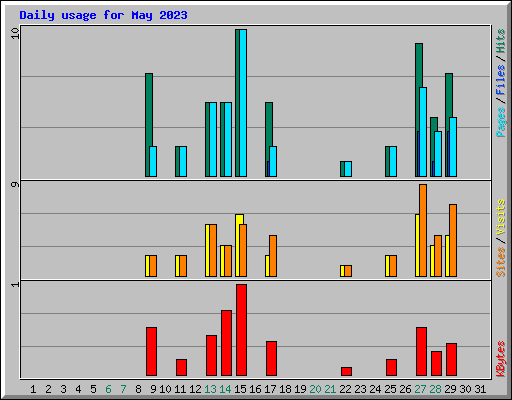 Daily usage for May 2023
10
Pages / Files / Hits
9
Sites / Visits
1
KBytes
1 2 3 4 5 6 7 8 9 10 11 12 13 14 15 16 17 18 19 20 21 22 23 24 25 26 27 28 29 30 31